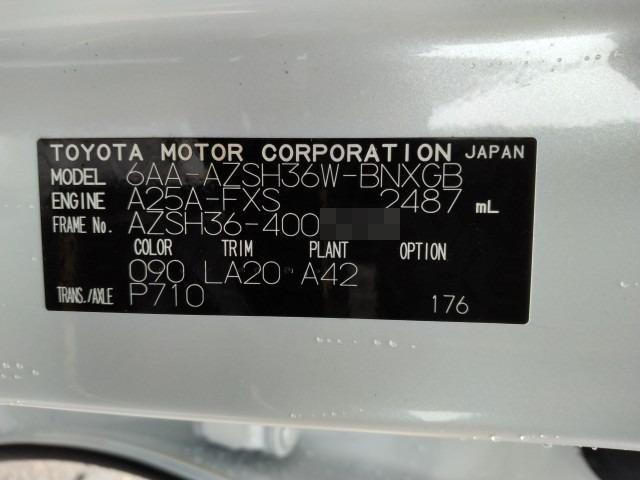 TOYOTA MOTOR CORPORATION JAPAN
MODEL 6AA-AZSH36W-BNXGB
ENGINE A25A-FXS 2487 mL
FRAME No. AZSH36-400
COLOR TRIM PLANT OPTION
090 LA20 A42
TRANS./AXLE P710 176